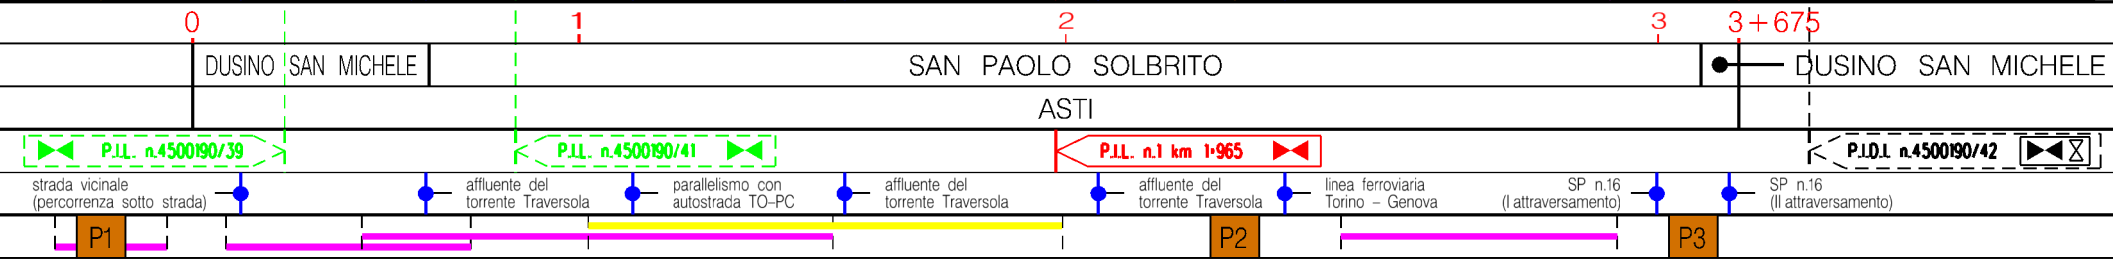 0 1 2 3 3+675
DUSINO SAN MICHELE SAN PAOLO SOLBRITO DUSINO SAN MICHELE
ASTI
P.I.L. n.4500190/39 P.I.L. n.4500190/41 P.I.L. n.1 km 1+965 P.I.D.I. n.4500190/42
strada vicinale
(percorrenza sotto strada)
affluente del
torrente Traversola
parallelismo con
autostrada TO-PC
affluente del
torrente Traversola
affluente del
torrente Traversola
linea ferroviaria
Torino - Genova
SP n.16
(I attraversamento)
SP n.16
(II attraversamento)
P1 P2 P3